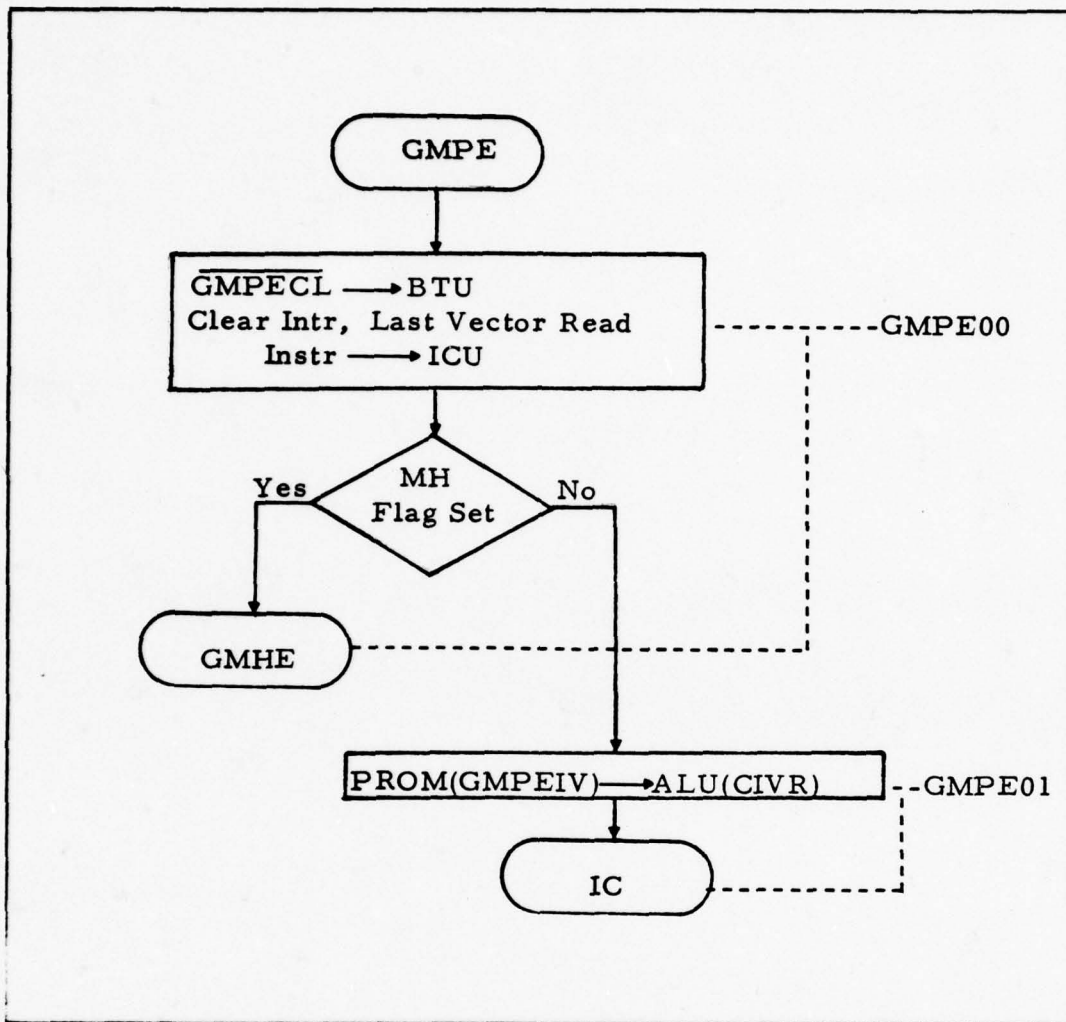 GMPE
G̅M̅P̅E̅C̅L̅ ⟶ BTU
Clear Intr, Last Vector Read
Instr ⟶ ICU
GMPE00
MH
Flag Set
Yes
No
GMHE
PROM(GMPEIV) ⟶ ALU(CIVR)
GMPE01
IC